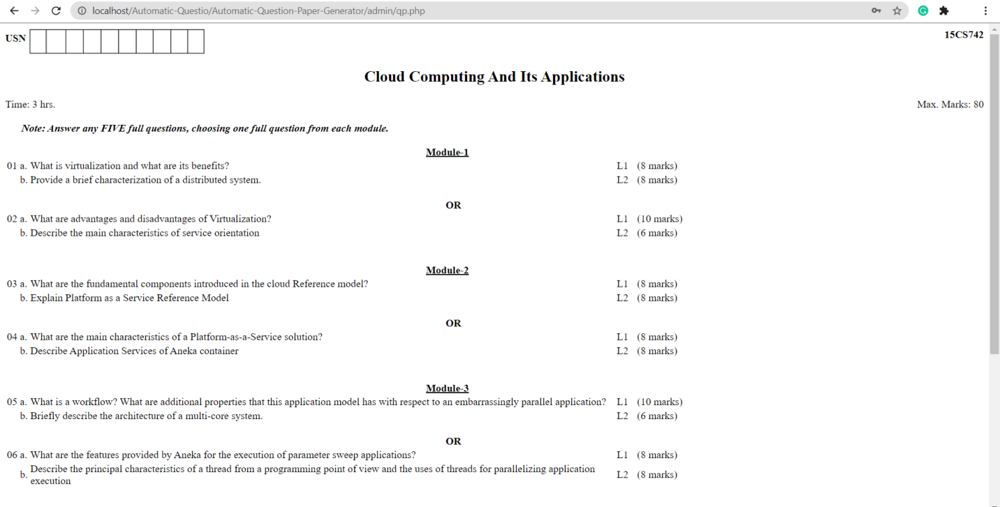 localhost/Automatic-Questio/Automatic-Question-Paper-Generator/admin/qp.php
USN 15CS742
Cloud Computing And Its Applications
Time: 3 hrs. Max. Marks: 80
Note: Answer any FIVE full questions, choosing one full question from each module.
Module-1
01 a. What is virtualization and what are its benefits? L1 (8 marks)
b. Provide a brief characterization of a distributed system. L2 (8 marks)
OR
02 a. What are advantages and disadvantages of Virtualization? L1 (10 marks)
b. Describe the main characteristics of service orientation L2 (6 marks)
Module-2
03 a. What are the fundamental components introduced in the cloud Reference model? L1 (8 marks)
b. Explain Platform as a Service Reference Model L2 (8 marks)
OR
04 a. What are the main characteristics of a Platform-as-a-Service solution? L1 (8 marks)
b. Describe Application Services of Aneka container L2 (8 marks)
Module-3
05 a. What is a workflow? What are additional properties that this application model has with respect to an embarrassingly parallel application? L1 (10 marks)
b. Briefly describe the architecture of a multi-core system. L2 (6 marks)
OR
06 a. What are the features provided by Aneka for the execution of parameter sweep applications? L1 (8 marks)
b. Describe the principal characteristics of a thread from a programming point of view and the uses of threads for parallelizing application
execution L2 (8 marks)